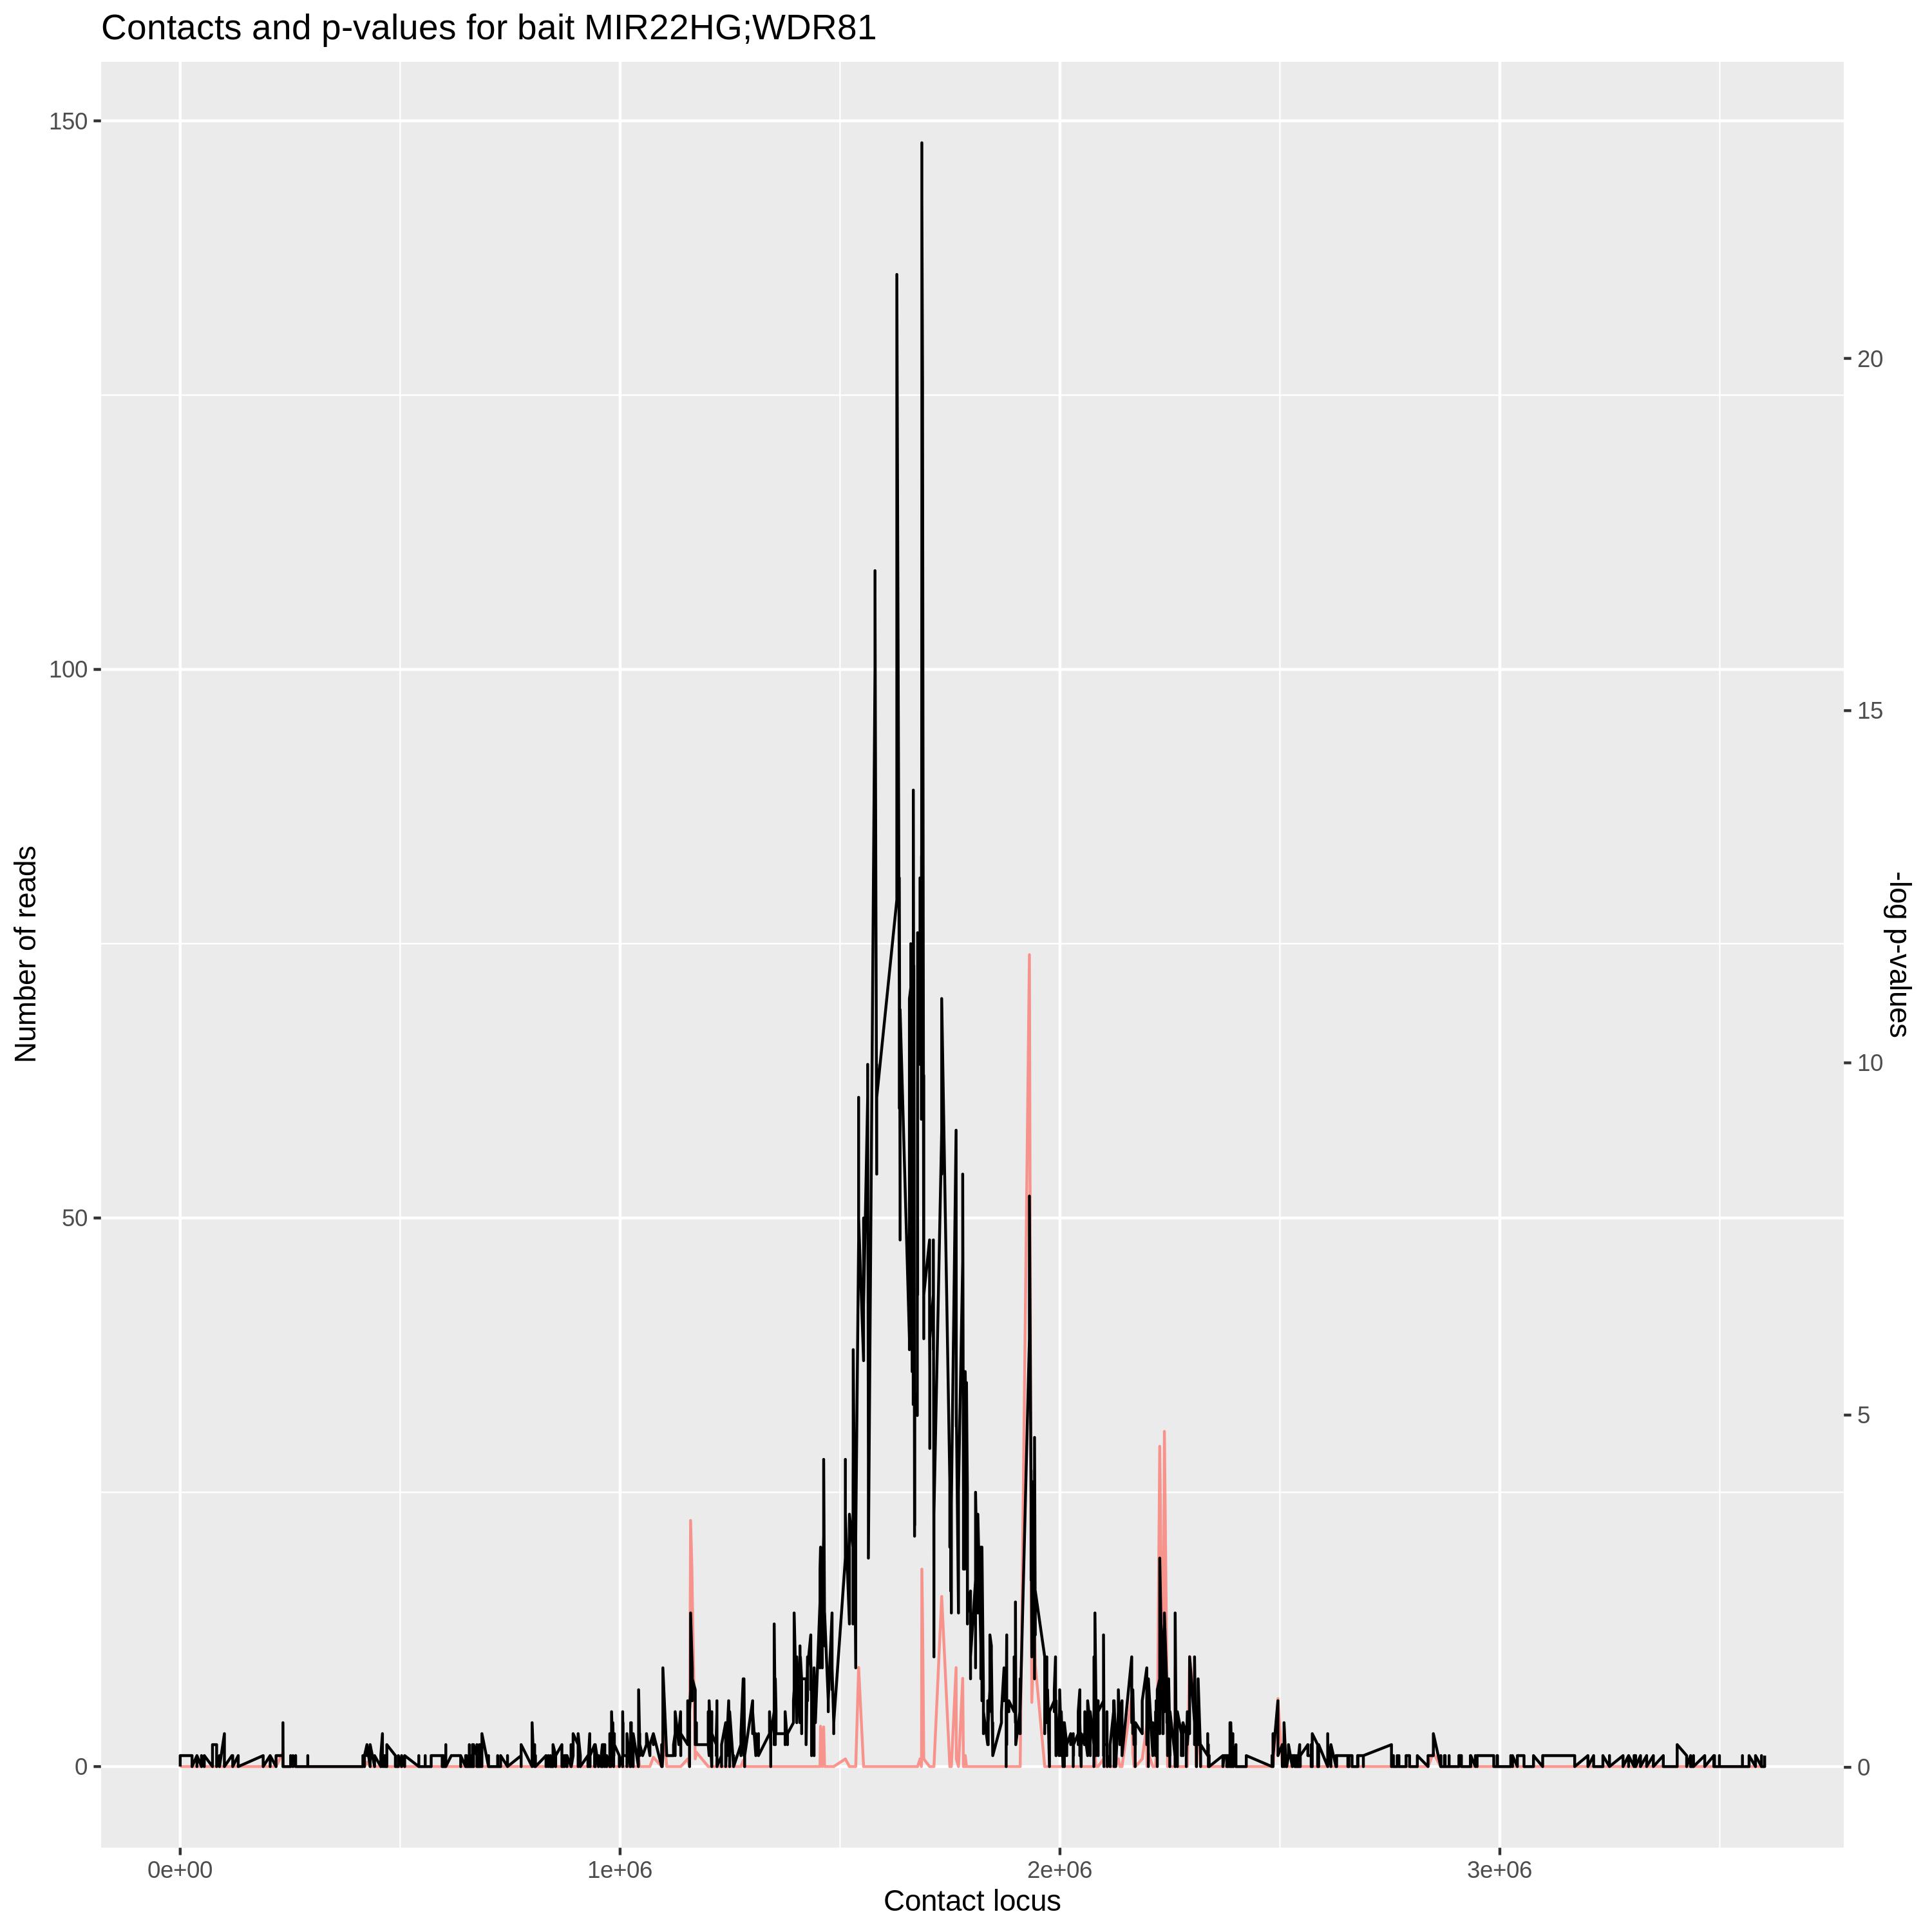 Contacts and p-values for bait MIR22HG;WDR81
150
100
50
0
Number of reads
20
15
10
5
0
-log p-values
0e+00
1e+06
2e+06
3e+06
Contact locus